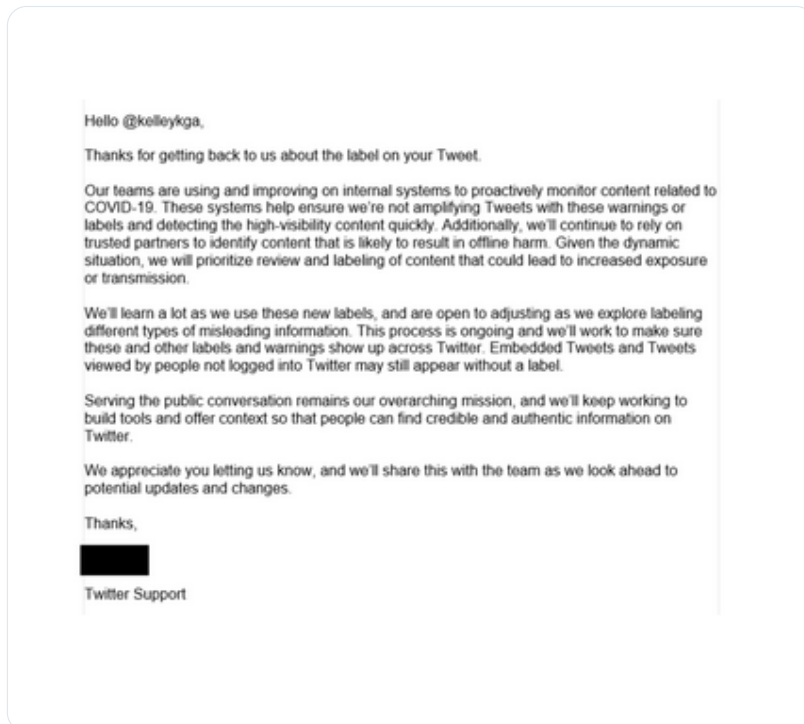 Hello @kelleykga,
Thanks for getting back to us about the label on your Tweet.
Our teams are using and improving on internal systems to proactively monitor content related to
COVID-19. These systems help ensure we're not amplifying Tweets with these warnings or
labels and detecting the high-visibility content quickly. Additionally, we'll continue to rely on
trusted partners to identify content that is likely to result in offline harm. Given the dynamic
situation, we will prioritize review and labeling of content that could lead to increased exposure
or transmission.
We'll learn a lot as we use these new labels, and are open to adjusting as we explore labeling
different types of misleading information. This process is ongoing and we'll work to make sure
these and other labels and warnings show up across Twitter. Embedded Tweets and Tweets
viewed by people not logged into Twitter may still appear without a label.
Serving the public conversation remains our overarching mission, and we'll keep working to
build tools and offer context so that people can find credible and authentic information on
Twitter.
We appreciate you letting us know, and we'll share this with the team as we look ahead to
potential updates and changes.
Thanks,
Twitter Support